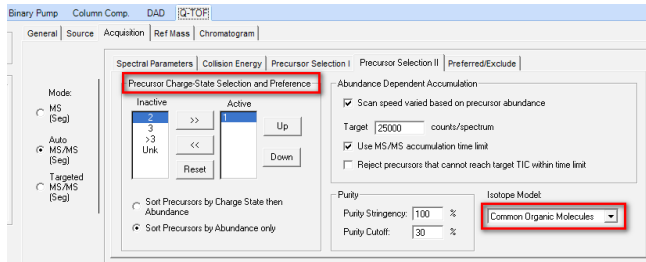 Binary Pump Column Comp. DAD Q-TOF
General Source Acquisition Ref Mass Chromatogram
Spectral Parameters Collision Energy Precursor Selection I Precursor Selection II Preferred/Exclude
Mode:
MS
(Seg)
Auto
MS/MS
(Seg)
Targeted
MS/MS
(Seg)
Precursor Charge-State Selection and Preference
Inactive Active
2
3
>3
Unk
>>
<<
Reset
1
Up
Down
Sort Precursors by Charge State then
Abundance
Sort Precursors by Abundance only
Abundance Dependent Accumulation
Scan speed varied based on precursor abundance
Target 25000 counts/spectrum
Use MS/MS accumulation time limit
Reject precursors that cannot reach target TIC within time limit
Purity
Purity Stringency: 100 %
Purity Cutoff: 30 %
Isotope Model:
Common Organic Molecules